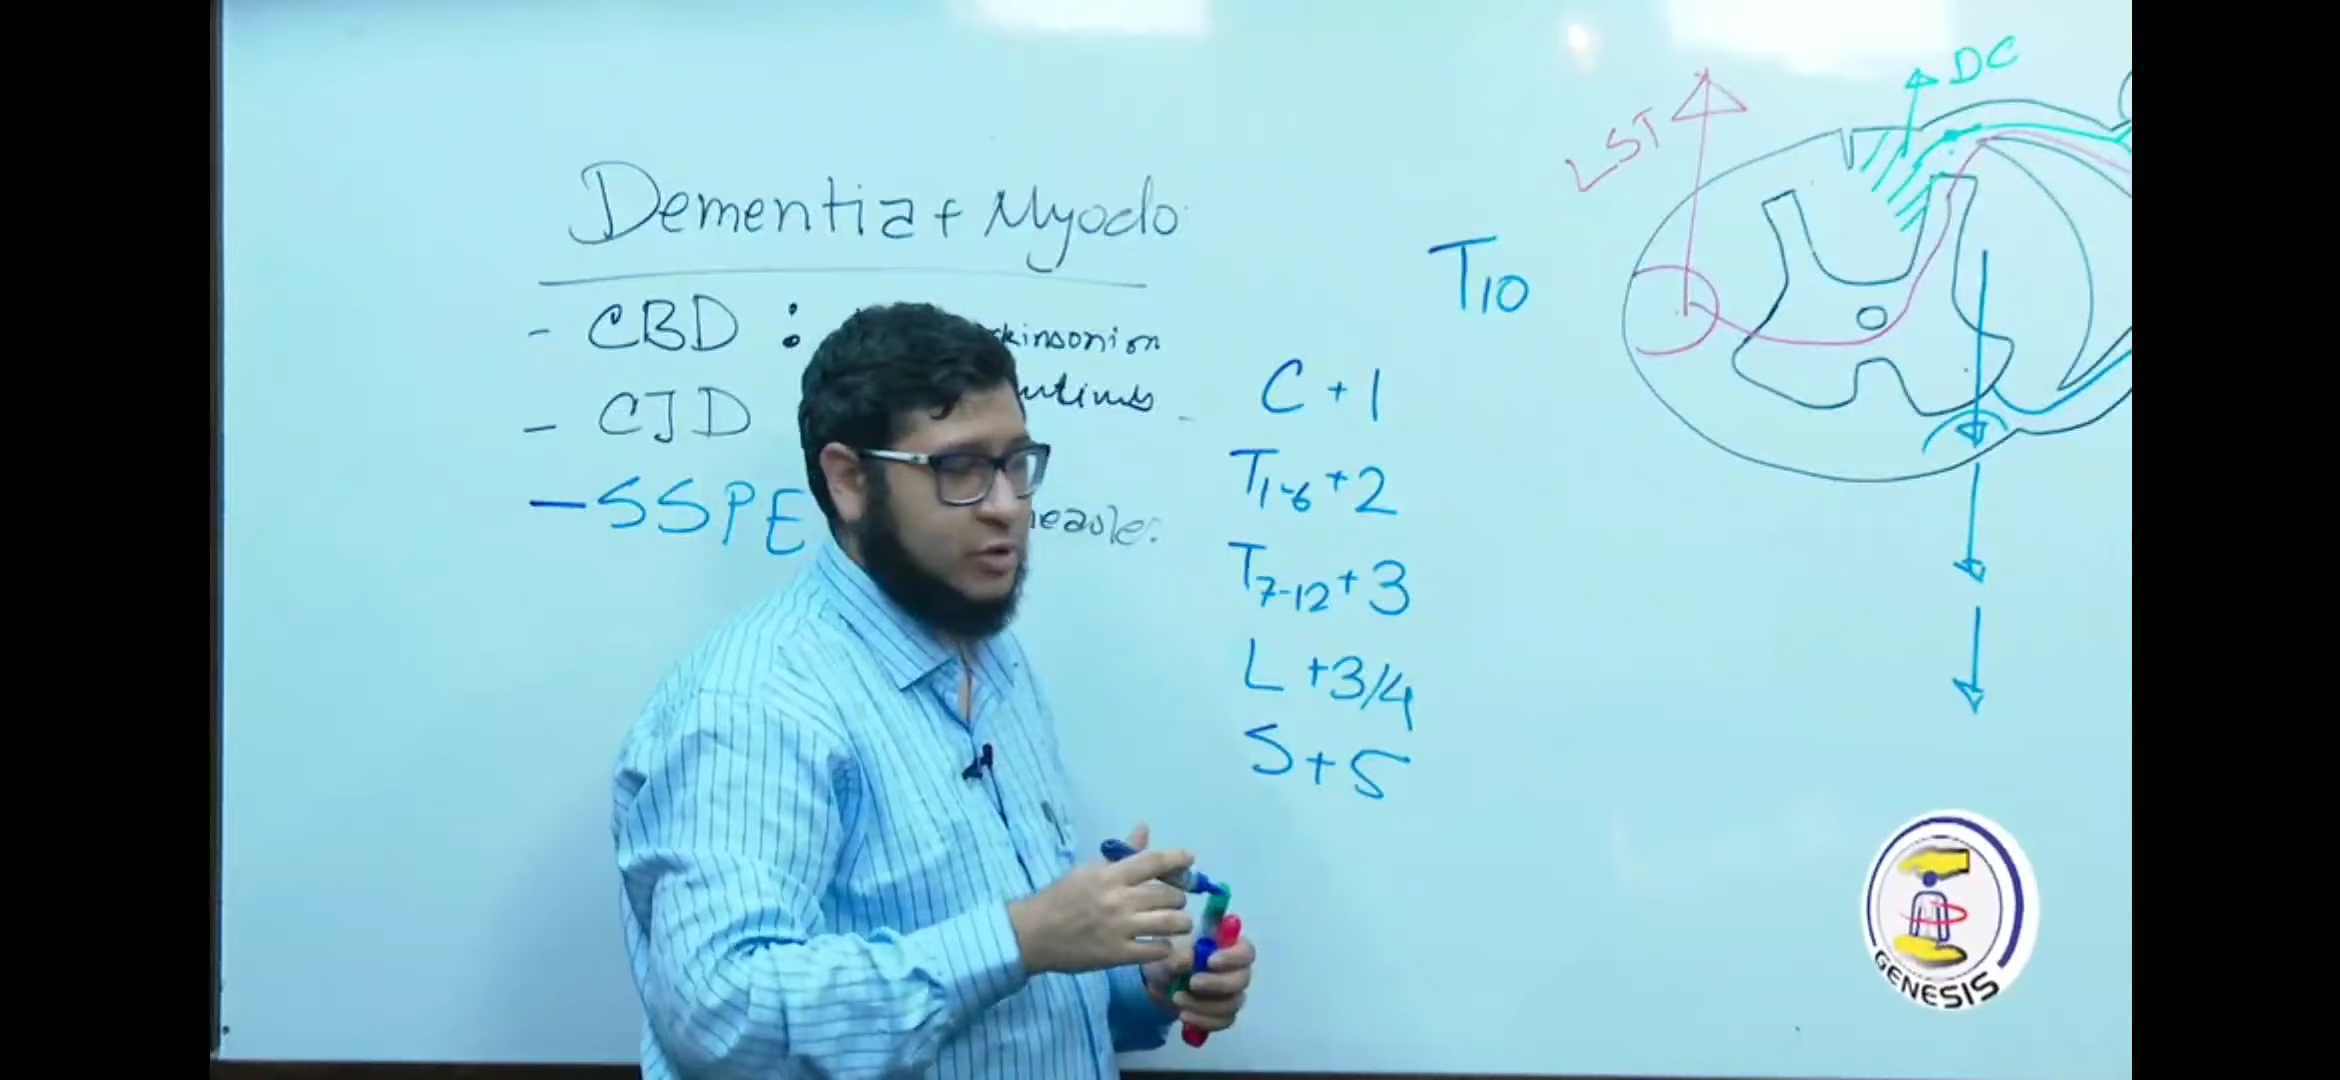 Dementia + Myoclo
- CBD :
- CJD
- SSPE
T10
C + 1
T1-6 + 2
T7-12 + 3
L + 3/4
S + 5
LST
DC
GENESIS